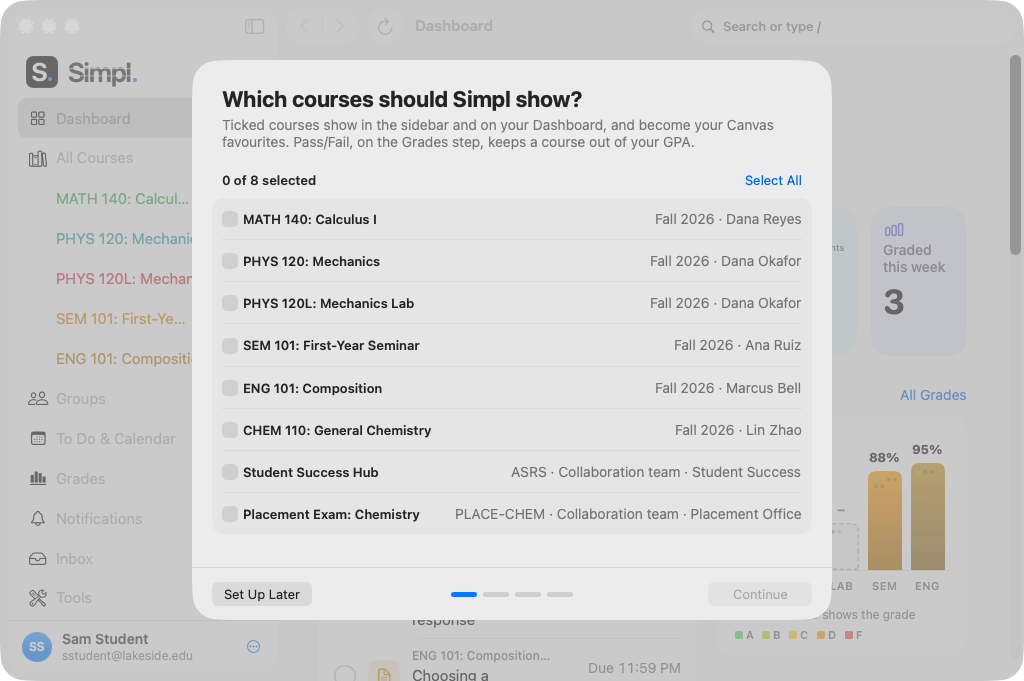 Dashboard
Search or type /
S. Simpl.
Dashboard
All Courses
MATH 140: Calcul...
PHYS 120: Mechanic
PHYS 120L: Mechan
SEM 101: First-Ye...
ENG 101: Compositi
Groups
To Do & Calendar
Grades
Notifications
Inbox
Tools
SS
Sam Student
sstudent@lakeside.edu
Which courses should Simpl show?
Ticked courses show in the sidebar and on your Dashboard, and become your Canvas
favourites. Pass/Fail, on the Grades step, keeps a course out of your GPA.
0 of 8 selected
Select All
MATH 140: Calculus I
Fall 2026 · Dana Reyes
PHYS 120: Mechanics
Fall 2026 · Dana Okafor
PHYS 120L: Mechanics Lab
Fall 2026 · Dana Okafor
SEM 101: First-Year Seminar
Fall 2026 · Ana Ruiz
ENG 101: Composition
Fall 2026 · Marcus Bell
CHEM 110: General Chemistry
Fall 2026 · Lin Zhao
Student Success Hub
ASRS · Collaboration team · Student Success
Placement Exam: Chemistry
PLACE-CHEM · Collaboration team · Placement Office
Set Up Later
Continue
Graded
this week
3
All Grades
–
88%
95%
LAB
SEM
ENG
shows the grade
A
B
C
D
F
response
ENG 101: Composition...
Choosing a
Due 11:59 PM